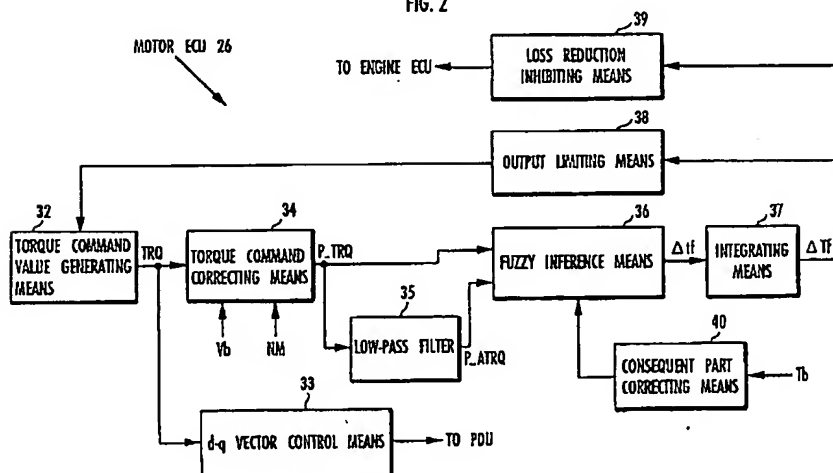 FIG. 2
MOTOR ECU 26
39
LOSS REDUCTION
INHIBITING MEANS
TO ENGINE ECU
38
OUTPUT LIMITING MEANS
32
TORQUE COMMAND
VALUE GENERATING
MEANS
TRQ
34
TORQUE COMMAND
CORRECTING MEANS
P_TRQ
Vb
NM
35
LOW-PASS FILTER
P_ATRQ
36
FUZZY INFERENCE MEANS
Δtf
37
INTEGRATING
MEANS
ΔTf
40
CONSEQUENT PART
CORRECTING MEANS
Tb
33
d-q VECTOR CONTROL MEANS
TO PDU